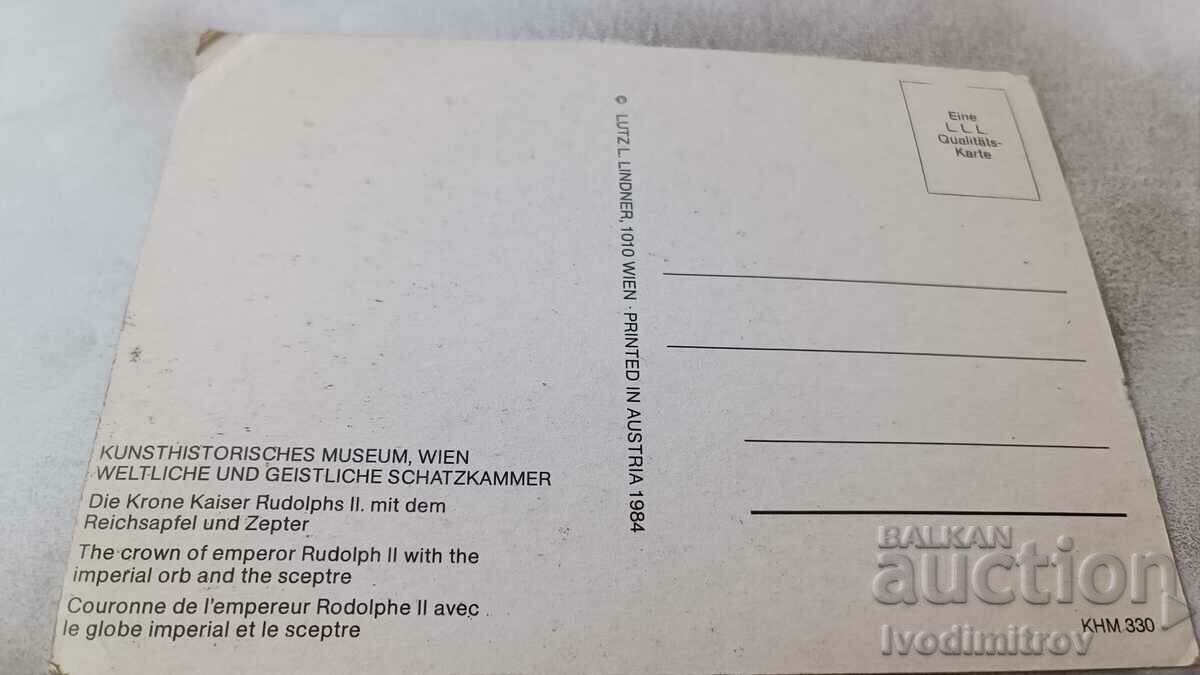 KUNSTHISTORISCHES MUSEUM, WIEN
WELTLICHE UND GEISTLICHE SCHATZKAMMER
Die Krone Kaiser Rudolphs II. mit dem
Reichsapfel und Zepter
The crown of emperor Rudolph II with the
imperial orb and the sceptre
Couronne de l'empereur Rodolphe II avec
le globe imperial et le sceptre
© LUTZ L. LINDNER, 1010 WIEN · PRINTED IN AUSTRIA 1984
Eine
L. L. L.
Qualitäts-
Karte
KHM 330
BALKAN
auction
Ivodimitrov